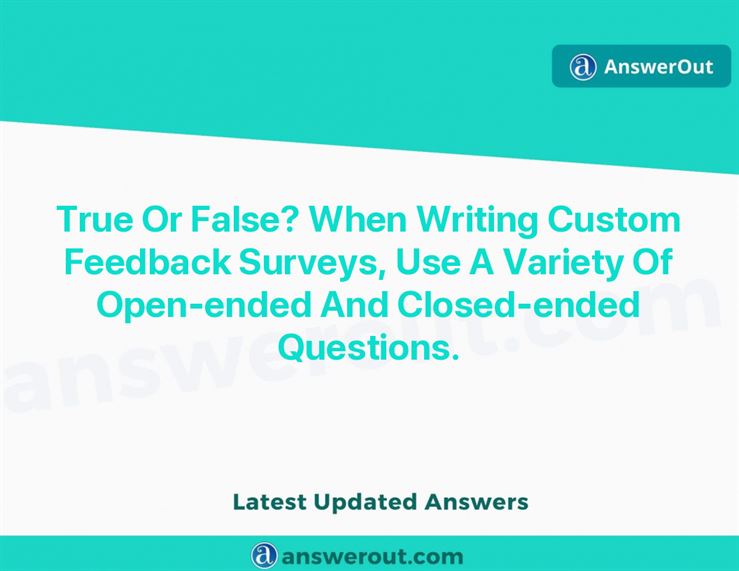 AnswerOut
True Or False? When Writing Custom
Feedback Surveys, Use A Variety Of
Open-ended And Closed-ended
Questions.
answerout.com
Latest Updated Answers
answerout.com